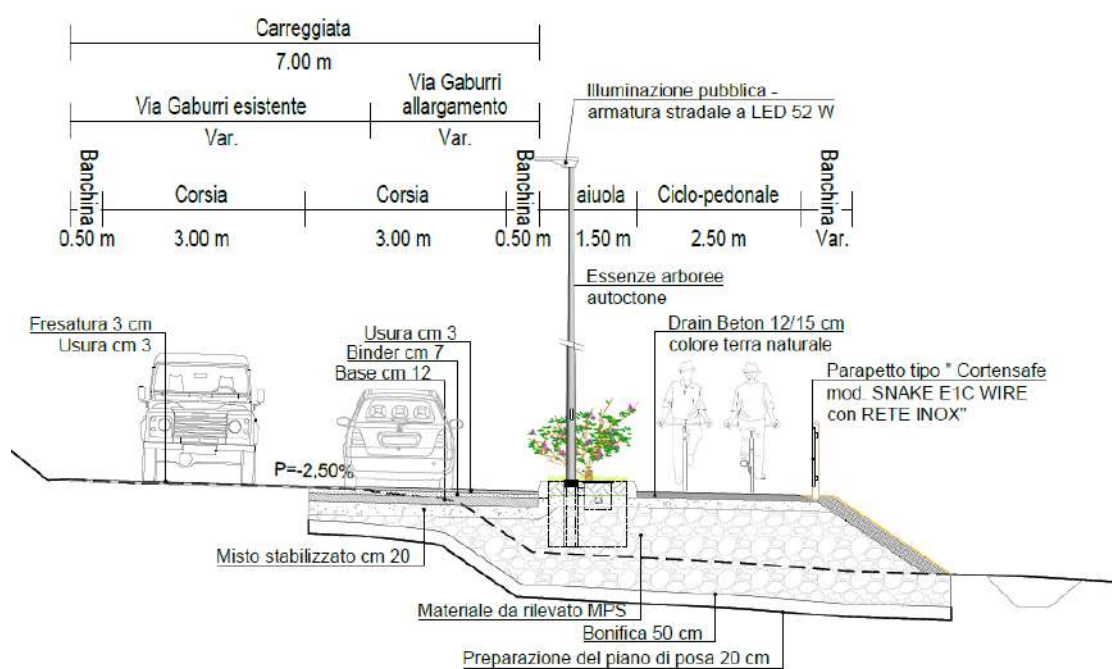 Carreggiata
7.00 m
Via Gaburri esistente
Var.
Via Gaburri
allargamento
Var.
Illuminazione pubblica -
armatura stradale a LED 52 W
Banchina
0.50 m
Corsia
3.00 m
Corsia
3.00 m
Banchina
0.50 m
aiuola
1.50 m
Ciclo-pedonale
2.50 m
Banchina
Var.
Essenze arboree
autoctone
Fresatura 3 cm
Usura cm 3
Usura cm 3
Binder cm 7
Base cm 12
Drain Beton 12/15 cm
colore terra naturale
Parapetto tipo " Cortensafe
mod. SNAKE E1C WIRE
con RETE INOX"
P=-2,50%
Misto stabilizzato cm 20
Materiale da rilevato MPS
Bonifica 50 cm
Preparazione del piano di posa 20 cm